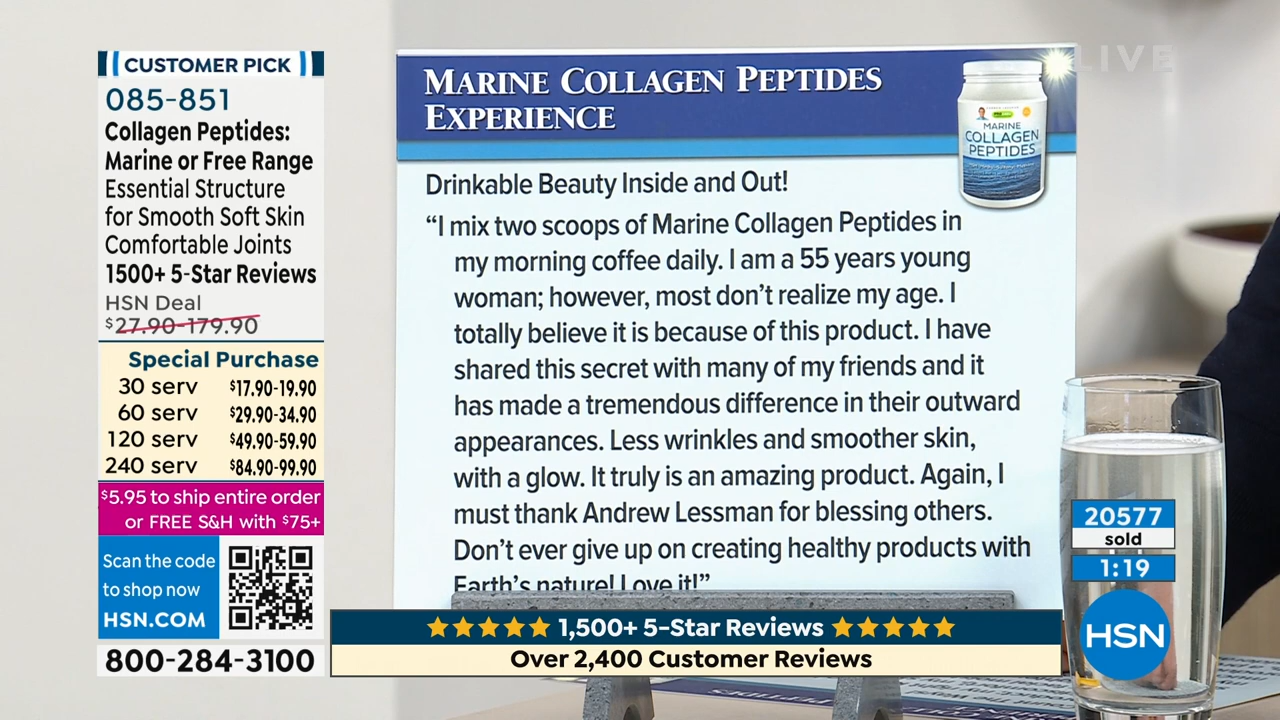 CUSTOMER PICK
085-851
Collagen Peptides:
Marine or Free Range
Essential Structure
for Smooth Soft Skin
Comfortable Joints
1500+ 5-Star Reviews
HSN Deal
$27.90-179.90
Special Purchase
30 serv $17.90-19.90
60 serv $29.90-34.90
120 serv $49.90-59.90
240 serv $84.90-99.90
$5.95 to ship entire order
or FREE S&H with $75+
Scan the code
to shop now
HSN.COM
800-284-3100
LIVE
MARINE COLLAGEN PEPTIDES
EXPERIENCE
MARINE
COLLAGEN
PEPTIDES
Drinkable Beauty Inside and Out!
“I mix two scoops of Marine Collagen Peptides in
my morning coffee daily. I am a 55 years young
woman; however, most don’t realize my age. I
totally believe it is because of this product. I have
shared this secret with many of my friends and it
has made a tremendous difference in their outward
appearances. Less wrinkles and smoother skin,
with a glow. It truly is an amazing product. Again, I
must thank Andrew Lessman for blessing others.
Don’t ever give up on creating healthy products with
Earth’s nature! Love it!”
1,500+ 5-Star Reviews
Over 2,400 Customer Reviews
20577
sold
1:19
HSN